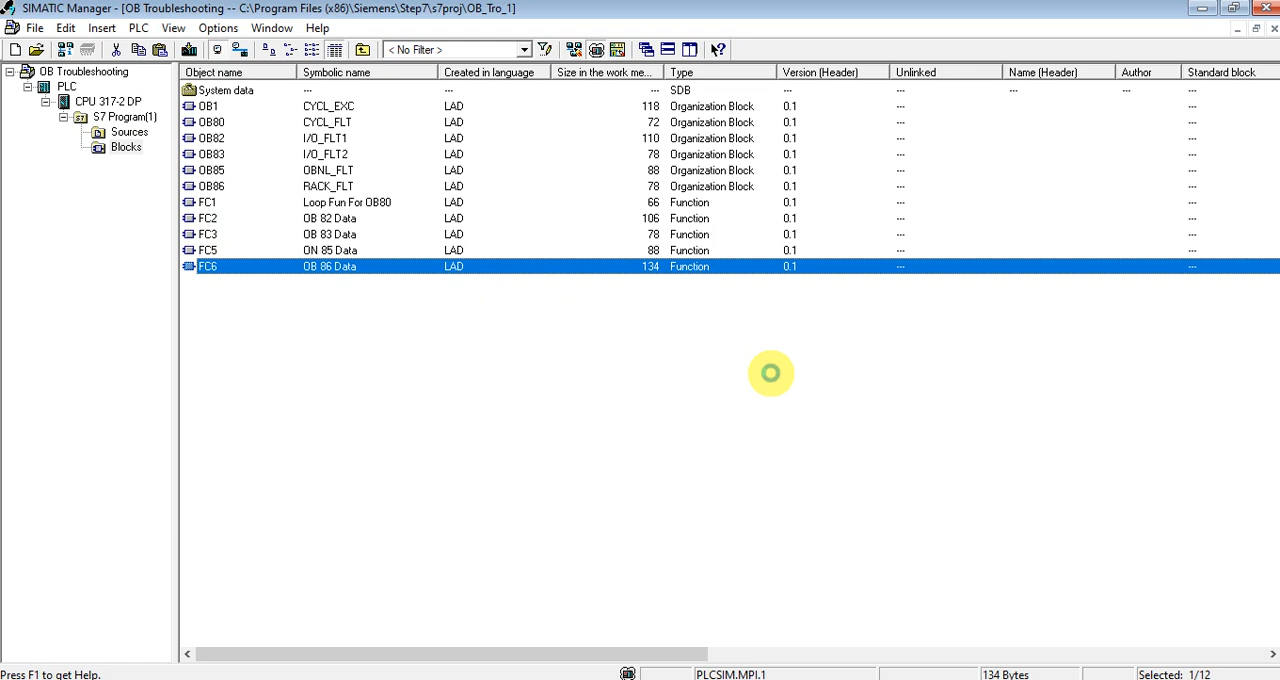 SIMATIC Manager - [OB Troubleshooting -- C:\Program Files (x86)\Siemens\Step7\s7proj\OB_Tro_1]
File Edit Insert PLC View Options Window Help
< No Filter >
OB Troubleshooting
PLC
CPU 317-2 DP
S7 Program(1)
Sources
Blocks
Object name Symbolic name Created in language Size in the work me... Type Version (Header) Unlinked Name (Header) Author Standard block
System data --- --- --- SDB --- --- --- --- ---
OB1 CYCL_EXC LAD 118 Organization Block 0.1 --- ---
OB80 CYCL_FLT LAD 72 Organization Block 0.1 --- ---
OB82 I/O_FLT1 LAD 110 Organization Block 0.1 --- ---
OB83 I/O_FLT2 LAD 78 Organization Block 0.1 --- ---
OB85 OBNL_FLT LAD 88 Organization Block 0.1 --- ---
OB86 RACK_FLT LAD 78 Organization Block 0.1 --- ---
FC1 Loop Fun For OB80 LAD 66 Function 0.1 --- ---
FC2 OB 82 Data LAD 106 Function 0.1 --- ---
FC3 OB 83 Data LAD 78 Function 0.1 --- ---
FC5 ON 85 Data LAD 88 Function 0.1 --- ---
FC6 OB 86 Data LAD 134 Function 0.1 --- ---
Press F1 to get Help. PLCSIM.MPI.1 134 Bytes Selected: 1/12